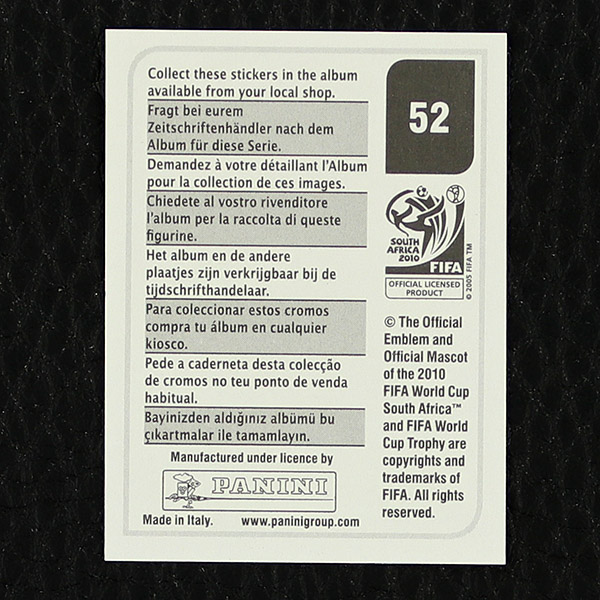 Collect these stickers in the album
available from your local shop.
Fragt bei eurem
Zeitschriftenhändler nach dem
Album für diese Serie.
Demandez à votre détaillant l'Album
pour la collection de ces images.
Chiedete al vostro rivenditore
l'album per la raccolta di queste
figurine.
Het album en de andere
plaatjes zijn verkrijgbaar bij de
tijdschrifthandelaar.
Para coleccionar estos cromos
compra tu álbum en cualquier
kiosco.
Pede a caderneta desta colecção
de cromos no teu ponto de venda
habitual.
Bayinizden aldığınız albümü bu
çıkartmalar ile tamamlayın.
Manufactured under licence by
PANINI
Made in Italy. www.paninigroup.com
52
SOUTH
AFRICA
2010
FIFA
OFFICIAL LICENSED
PRODUCT
© 2005 FIFA TM
© The Official
Emblem and
Official Mascot
of the 2010
FIFA World Cup
South Africa™
and FIFA World
Cup Trophy are
copyrights and
trademarks of
FIFA. All rights
reserved.